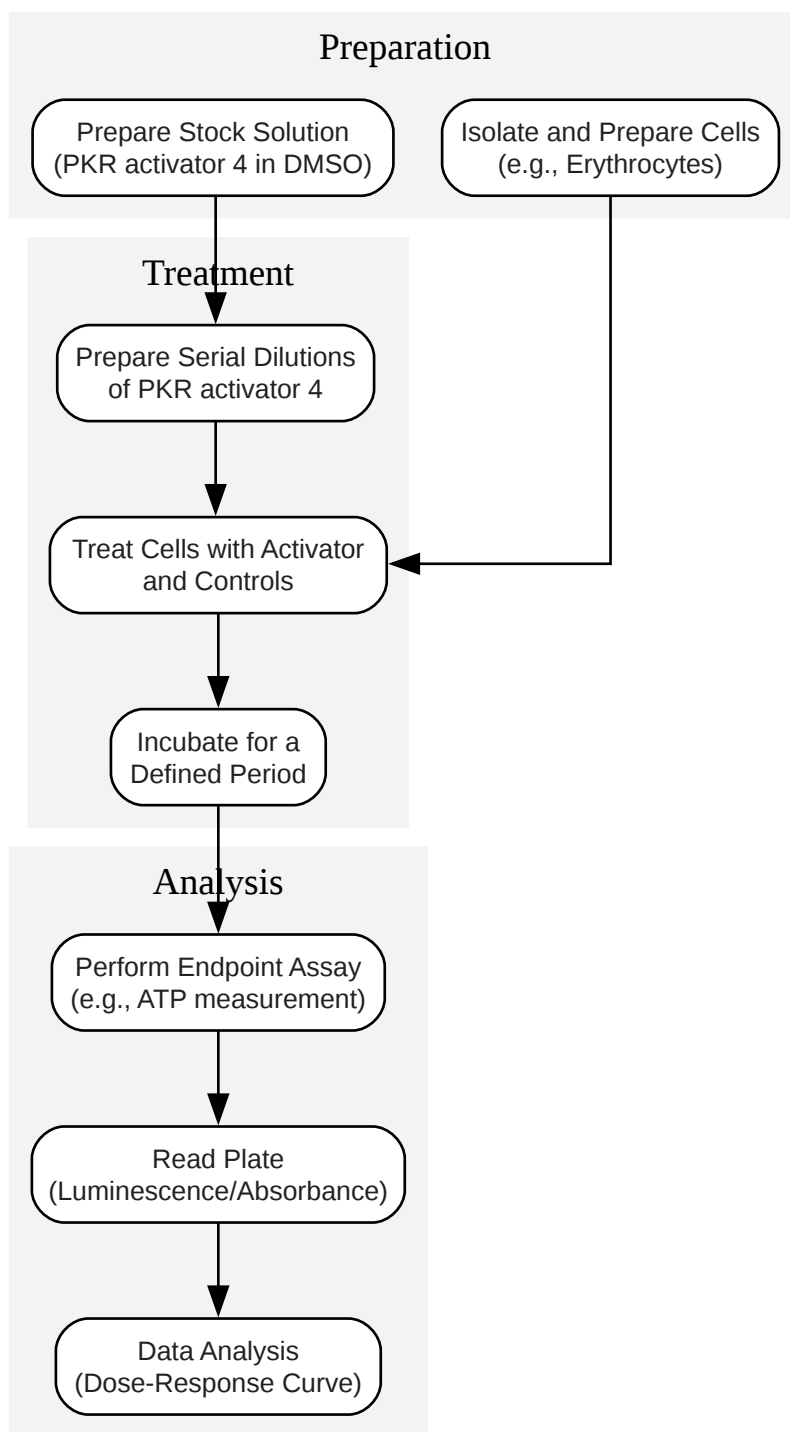 Preparation
Prepare Stock Solution
(PKR activator 4 in DMSO)
Isolate and Prepare Cells
(e.g., Erythrocytes)
Treatment
Prepare Serial Dilutions
of PKR activator 4
Treat Cells with Activator
and Controls
Incubate for a
Defined Period
Analysis
Perform Endpoint Assay
(e.g., ATP measurement)
Read Plate
(Luminescence/Absorbance)
Data Analysis
(Dose-Response Curve)